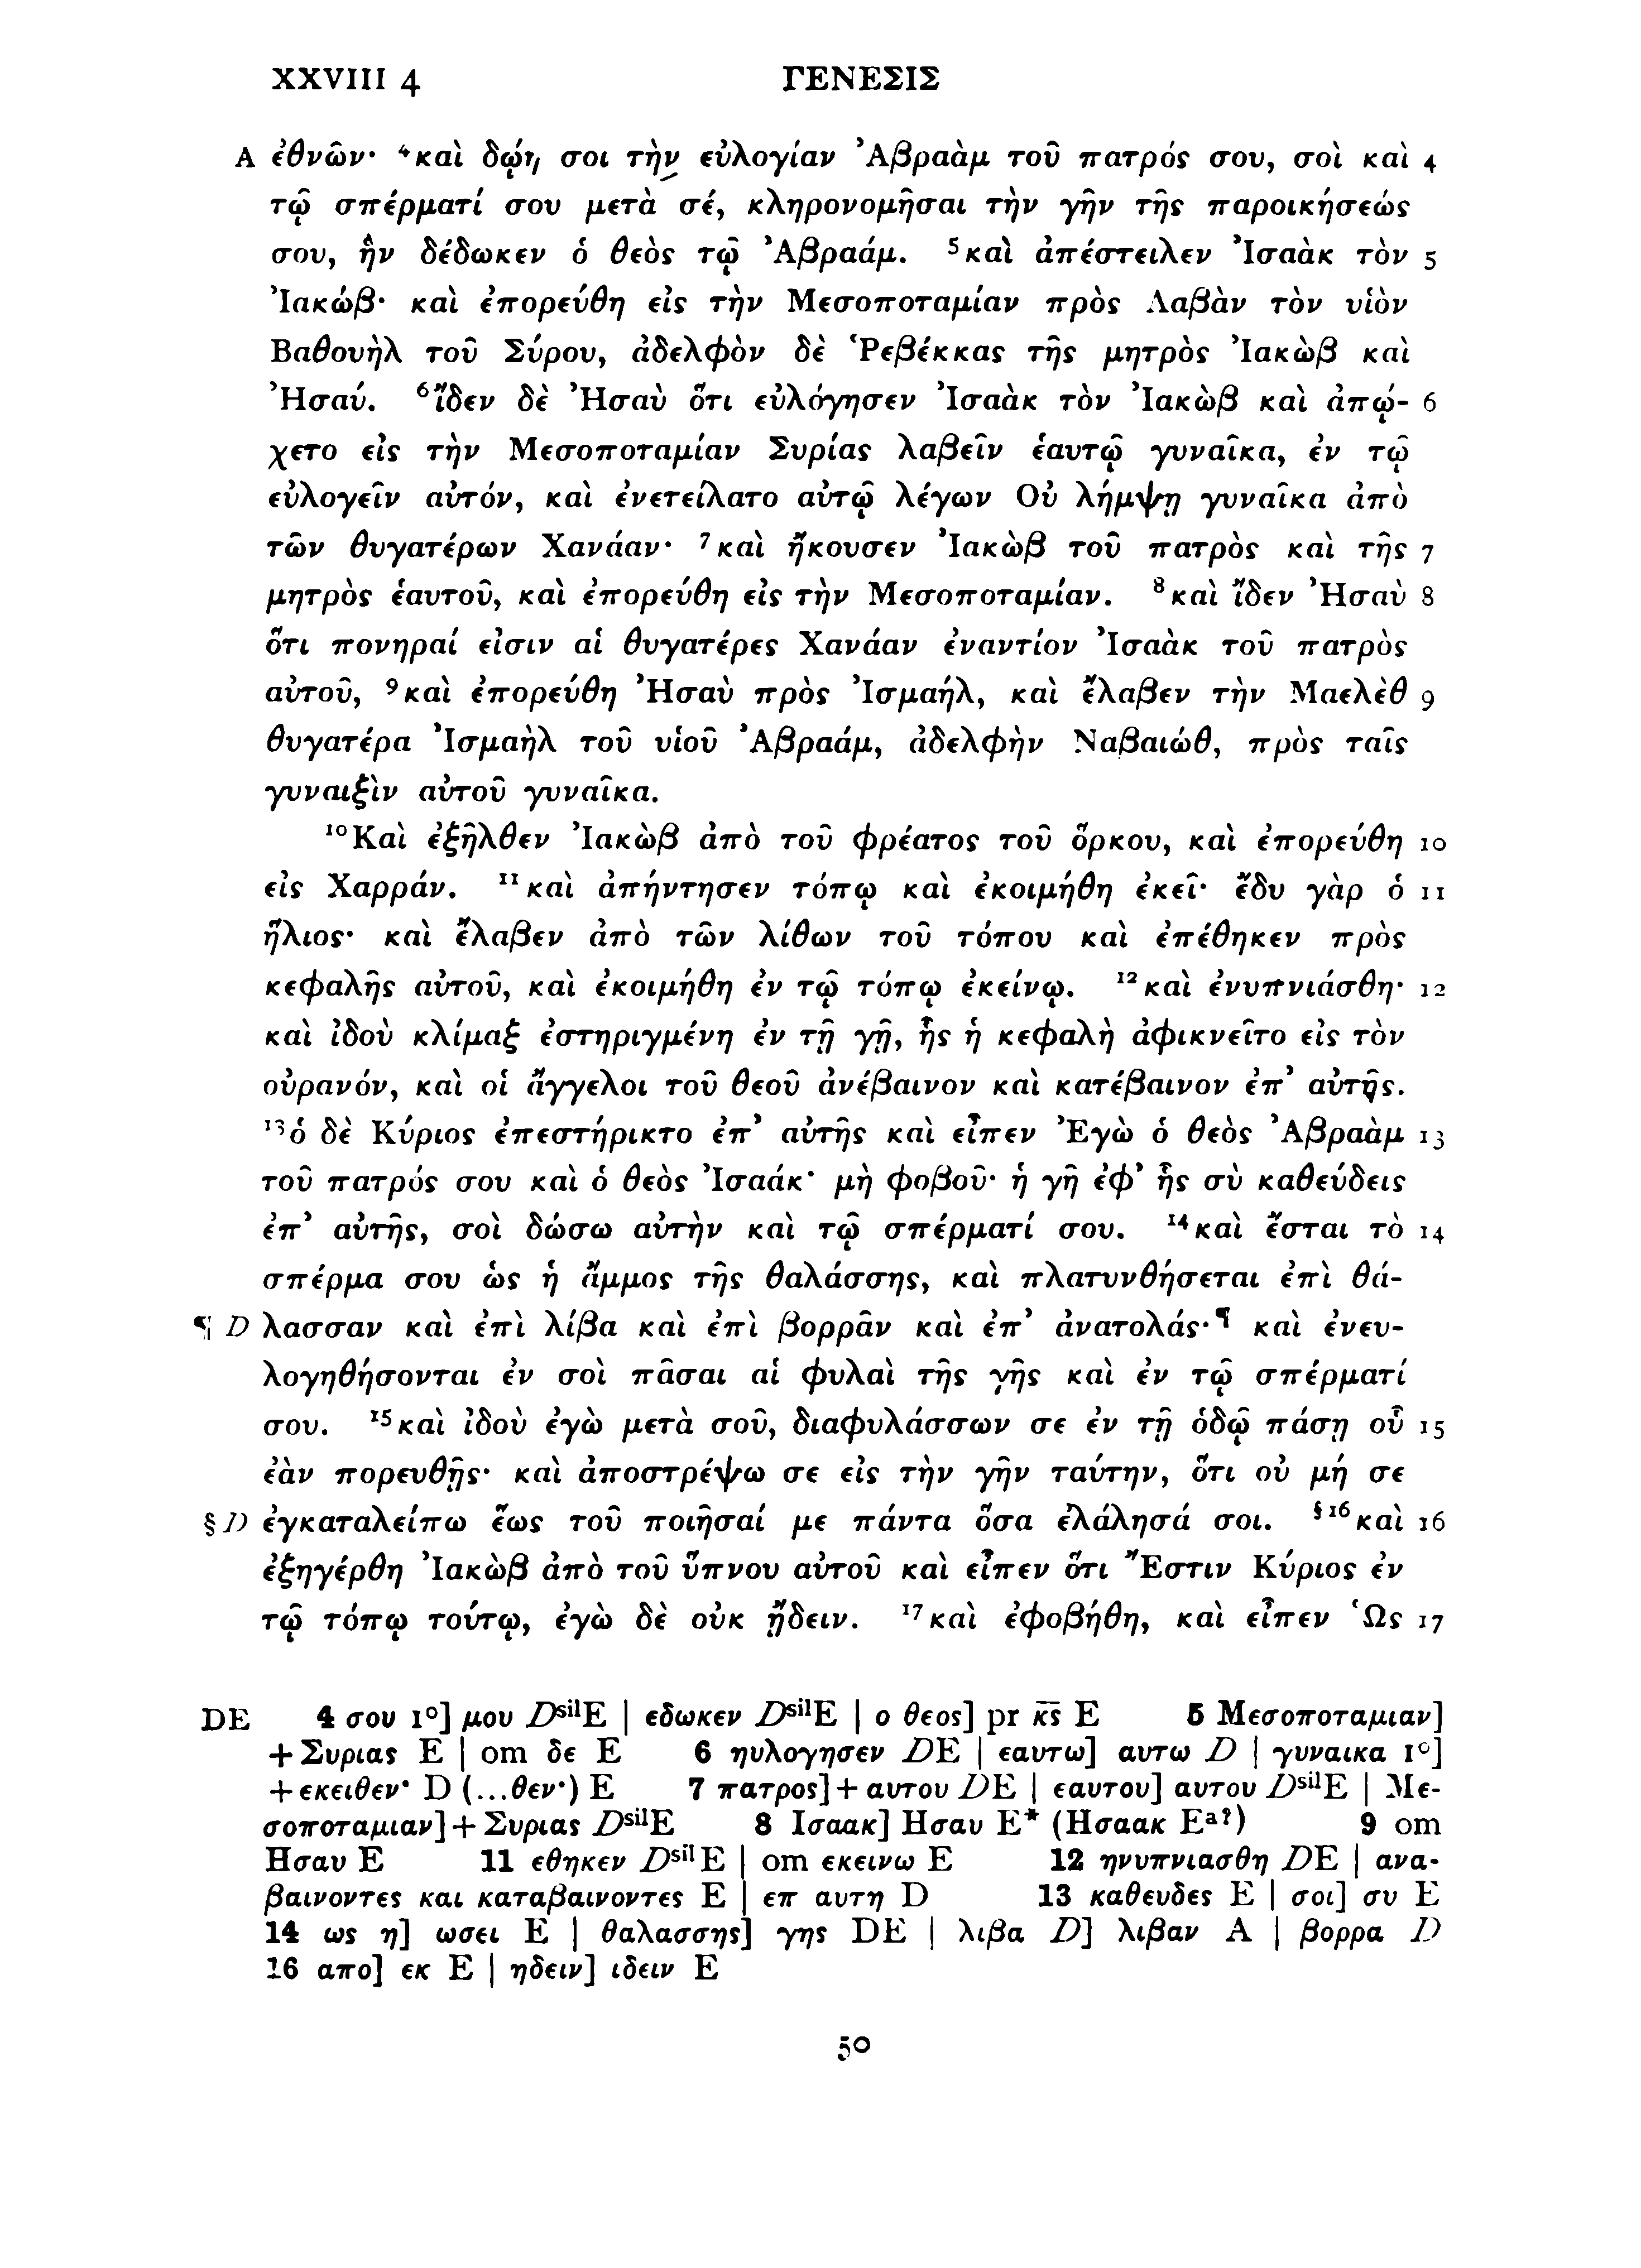 XXVIII 4 ΓΕΝΕΣΙΣ
A ἐθνῶν· ⁴καὶ δῴη σοι τὴν εὐλογίαν Ἀβραὰμ τοῦ πατρός σου, σοὶ καὶ 4
τῷ σπέρματί σου μετὰ σέ, κληρονομῆσαι τὴν γῆν τῆς παροικήσεώς
σου, ἣν δέδωκεν ὁ θεὸς τῷ Ἀβραάμ. ⁵καὶ ἀπέστειλεν Ἰσαὰκ τὸν 5
Ἰακώβ· καὶ ἐπορεύθη εἰς τὴν Μεσοποταμίαν πρὸς Λαβὰν τὸν υἱὸν
Βαθουὴλ τοῦ Σύρου, ἀδελφὸν δὲ Ῥεβέκκας τῆς μητρὸς Ἰακὼβ καὶ
Ἠσαύ. ⁶ἴδεν δὲ Ἠσαὺ ὅτι εὐλόγησεν Ἰσαὰκ τὸν Ἰακὼβ καὶ ἀπῴ- 6
χετο εἰς τὴν Μεσοποταμίαν Συρίας λαβεῖν ἑαυτῷ γυναῖκα, ἐν τῷ
εὐλογεῖν αὐτόν, καὶ ἐνετείλατο αὐτῷ λέγων Οὐ λήμψῃ γυναῖκα ἀπὸ
τῶν θυγατέρων Χανάαν· ⁷καὶ ἤκουσεν Ἰακὼβ τοῦ πατρὸς καὶ τῆς 7
μητρὸς ἑαυτοῦ, καὶ ἐπορεύθη εἰς τὴν Μεσοποταμίαν. ⁸καὶ ἴδεν Ἠσαὺ 8
ὅτι πονηραί εἰσιν αἱ θυγατέρες Χανάαν ἐναντίον Ἰσαὰκ τοῦ πατρὸς
αὐτοῦ, ⁹καὶ ἐπορεύθη Ἠσαὺ πρὸς Ἰσμαήλ, καὶ ἔλαβεν τὴν Μαελὲθ 9
θυγατέρα Ἰσμαὴλ τοῦ υἱοῦ Ἀβραάμ, ἀδελφὴν Ναβαιώθ, πρὸς ταῖς
γυναιξὶν αὐτοῦ γυναῖκα.
¹⁰Καὶ ἐξῆλθεν Ἰακὼβ ἀπὸ τοῦ φρέατος τοῦ ὅρκου, καὶ ἐπορεύθη 10
εἰς Χαρράν. ¹¹καὶ ἀπήντησεν τόπῳ καὶ ἐκοιμήθη ἐκεῖ· ἔδυ γὰρ ὁ 11
ἥλιος· καὶ ἔλαβεν ἀπὸ τῶν λίθων τοῦ τόπου καὶ ἐπέθηκεν πρὸς
κεφαλῆς αὐτοῦ, καὶ ἐκοιμήθη ἐν τῷ τόπῳ ἐκείνῳ. ¹²καὶ ἐνυπνιάσθη· 12
καὶ ἰδοὺ κλίμαξ ἐστηριγμένη ἐν τῇ γῇ, ἧς ἡ κεφαλὴ ἀφικνεῖτο εἰς τὸν
οὐρανόν, καὶ οἱ ἄγγελοι τοῦ θεοῦ ἀνέβαινον καὶ κατέβαινον ἐπ’ αὐτῆς.
¹³ὁ δὲ Κύριος ἐπεστήρικτο ἐπ’ αὐτῆς καὶ εἶπεν Ἐγὼ ὁ θεὸς Ἀβραὰμ 13
τοῦ πατρός σου καὶ ὁ θεὸς Ἰσαάκ· μὴ φοβοῦ· ἡ γῆ ἐφ’ ἧς σὺ καθεύδεις
ἐπ’ αὐτῆς, σοὶ δώσω αὐτὴν καὶ τῷ σπέρματί σου. ¹⁴καὶ ἔσται τὸ 14
σπέρμα σου ὡς ἡ ἄμμος τῆς θαλάσσης, καὶ πλατυνθήσεται ἐπὶ θά-
¶ D λασσαν καὶ ἐπὶ λίβα καὶ ἐπὶ βορρᾶν καὶ ἐπ’ ἀνατολάς·¶ καὶ ἐνευ-
λογηθήσονται ἐν σοὶ πᾶσαι αἱ φυλαὶ τῆς γῆς καὶ ἐν τῷ σπέρματί
σου. ¹⁵καὶ ἰδοὺ ἐγὼ μετὰ σοῦ, διαφυλάσσων σε ἐν τῇ ὁδῷ πάσῃ οὗ 15
ἐὰν πορευθῇς· καὶ ἀποστρέψω σε εἰς τὴν γῆν ταύτην, ὅτι οὐ μή σε
§ D ἐγκαταλείπω ἕως τοῦ ποιῆσαί με πάντα ὅσα ἐλάλησά σοι. §¹⁶καὶ 16
ἐξηγέρθη Ἰακὼβ ἀπὸ τοῦ ὕπνου αὐτοῦ καὶ εἶπεν ὅτι Ἔστιν Κύριος ἐν
τῷ τόπῳ τούτῳ, ἐγὼ δὲ οὐκ ᾔδειν. ¹⁷καὶ ἐφοβήθη, καὶ εἶπεν Ὡς 17
DE 4 σου 1°] μου DsilE | εδωκεν DsilE | ο θεος] pr κ̅ς̅ E 5 Μεσοποταμιαν]
+Συριας E | om δε E 6 ηυλογησεν DE | εαυτω] αυτω D | γυναικα 1°]
+εκειθεν· D (...θεν·) E 7 πατρος]+αυτου DE | εαυτου] αυτου DsilE | Με-
σοποταμιαν]+Συριας DsilE 8 Ισαακ] Ησαυ E* (Ησαακ Ea?) 9 om
Ησαυ E 11 εθηκεν DsilE | om εκεινω E 12 ηνυπνιασθη DE | ανα-
βαινοντες και καταβαινοντες E | επ αυτη D 13 καθευδες E | σοι] συ E
14 ως η] ωσει E | θαλασσης] γης DE | λιβα D] λιβαν A | βορρα D
16 απο] εκ E | ηδειν] ιδειν E
50